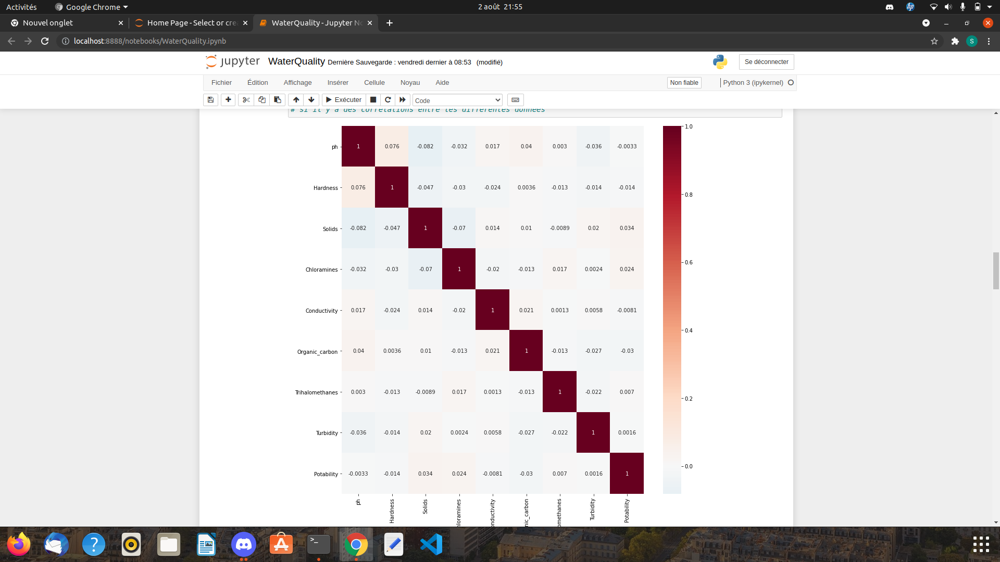 Activités
Google Chrome
2 août 21:55
Nouvel onglet
Home Page - Select or crea
WaterQuality - Jupyter No
S
localhost:8888/notebooks/WaterQuality.ipynb
jupyter WaterQuality Dernière Sauvegarde : vendredi dernier à 08:53 (modifié)
Se déconnecter
Fichier Édition Affichage Insérer Cellule Noyau Aide
Non fiable
Python 3 (ipykernel)
Exécuter
Code
# si il y a des corrélations entre les différentes données
ph 1 0.076 -0.082 -0.032 0.017 0.04 0.003 -0.036 -0.0033
Hardness 0.076 1 -0.047 -0.03 -0.024 0.0036 -0.013 -0.014 -0.014
Solids -0.082 -0.047 1 -0.07 0.014 0.01 -0.0089 0.02 0.034
Chloramines -0.032 -0.03 -0.07 1 -0.02 -0.013 0.017 0.0024 0.024
Conductivity 0.017 -0.024 0.014 -0.02 1 0.021 0.0013 0.0058 -0.0081
Organic_carbon 0.04 0.0036 0.01 -0.013 0.021 1 -0.013 -0.027 -0.03
Trihalomethanes 0.003 -0.013 -0.0089 0.017 0.0013 -0.013 1 -0.022 0.007
Turbidity -0.036 -0.014 0.02 0.0024 0.0058 -0.027 -0.022 1 0.0016
Potability -0.0033 -0.014 0.034 0.024 -0.0081 -0.03 0.007 0.0016 1
ph
Hardness
Solids
hloramines
onductivity
nic_carbon
omethanes
Turbidity
Potability
1.0
0.8
0.6
0.4
0.2
0.0